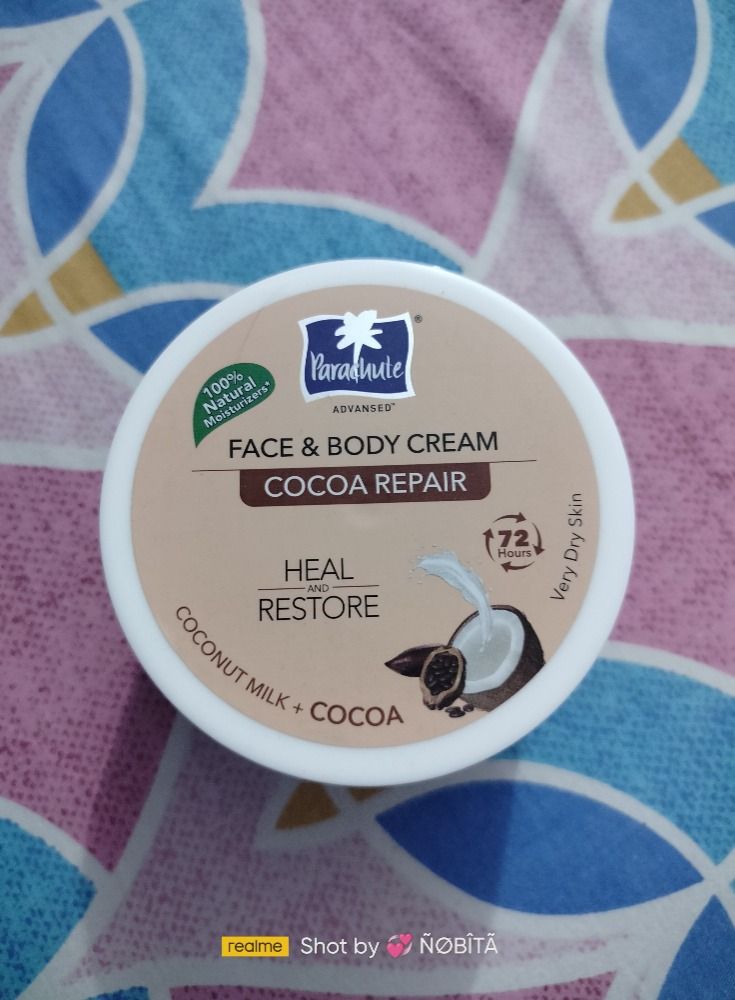 Parachute®
ADVANSED™
100%
Natural
Moisturizers*
FACE & BODY CREAM
COCOA REPAIR
72
Hours
Very Dry Skin
HEAL
AND
RESTORE
COCONUT MILK + COCOA
realme Shot by 💞 ÑØBÎTÃ